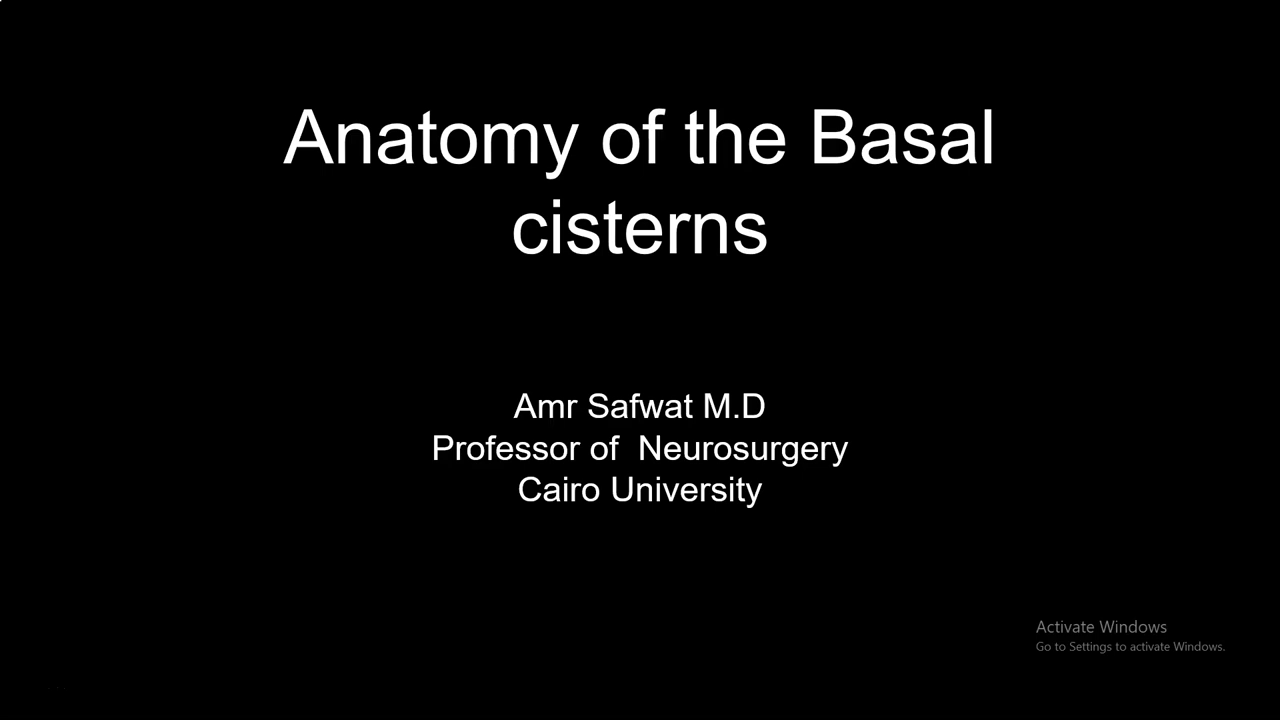 Anatomy of the Basal
cisterns
Amr Safwat M.D
Professor of  Neurosurgery
Cairo University
Activate Windows
Go to Settings to activate Windows.